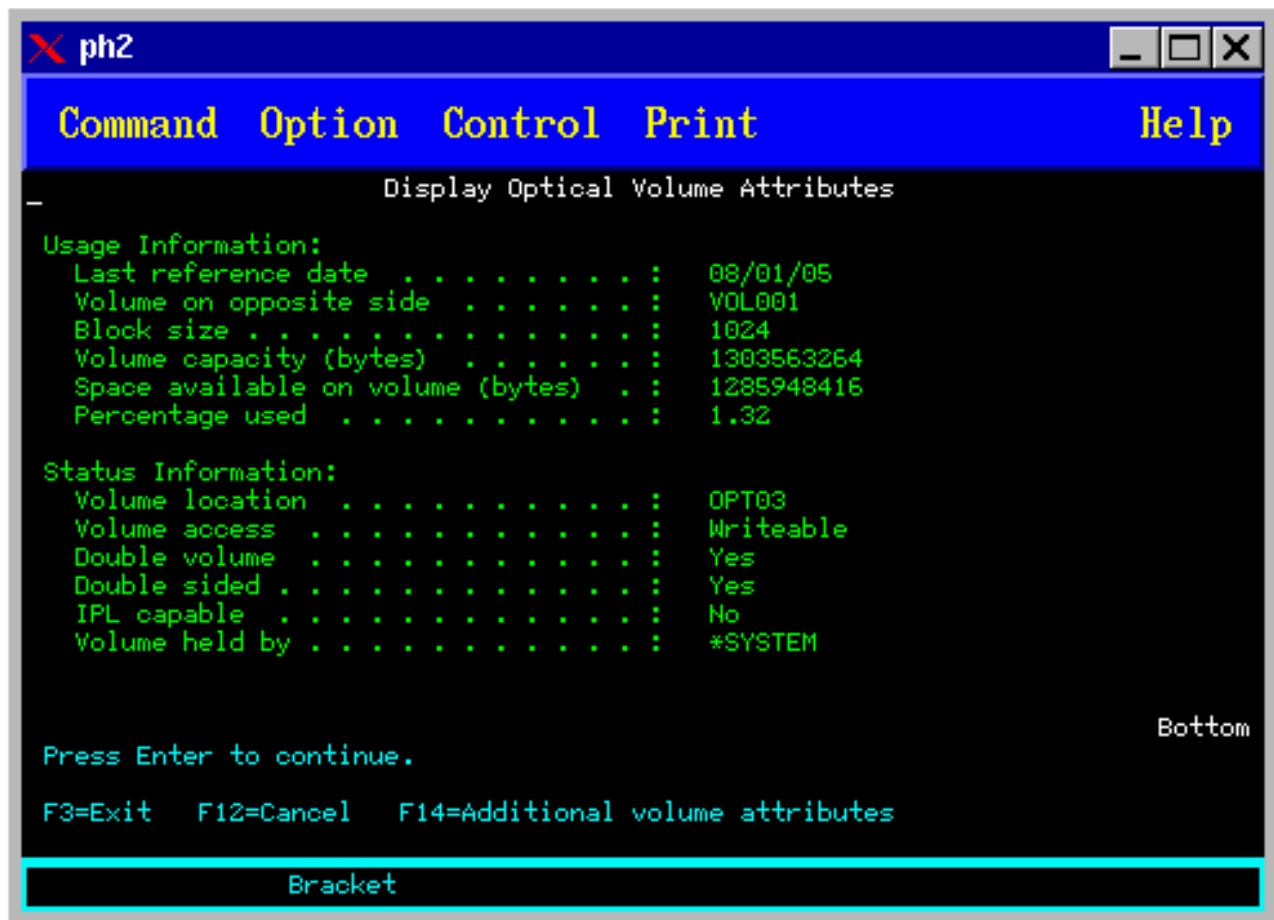 ph2
Command Option Control Print Help
Display Optical Volume Attributes
Usage Information:
Last reference date . . . . . . . . : 08/01/05
Volume on opposite side . . . . . . : VOL001
Block size . . . . . . . . . . . . . : 1024
Volume capacity (bytes) . . . . . . : 1303563264
Space available on volume (bytes) . : 1285948416
Percentage used . . . . . . . . . . : 1.32
Status Information:
Volume location . . . . . . . . . . : OPT03
Volume access . . . . . . . . . . . : Writeable
Double volume . . . . . . . . . . . : Yes
Double sided . . . . . . . . . . . . : Yes
IPL capable . . . . . . . . . . . . : No
Volume held by . . . . . . . . . . . : *SYSTEM
Bottom
Press Enter to continue.
F3=Exit F12=Cancel F14=Additional volume attributes
Bracket